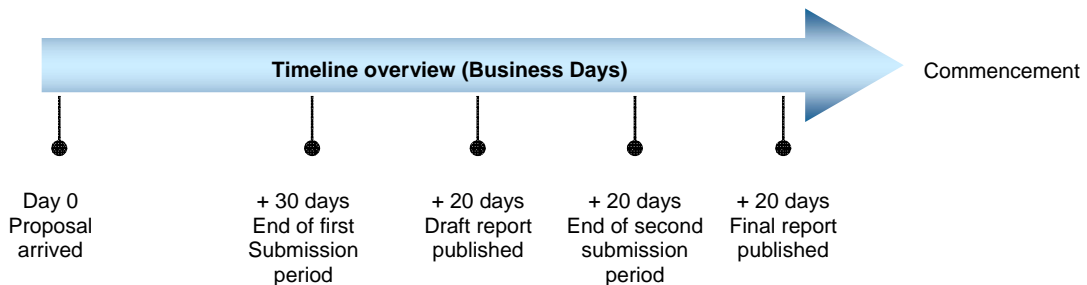 Timeline overview (Business Days)
Commencement
Day 0
Proposal
arrived
+ 30 days
End of first
Submission
period
+ 20 days
Draft report
published
+ 20 days
End of second
submission
period
+ 20 days
Final report
published